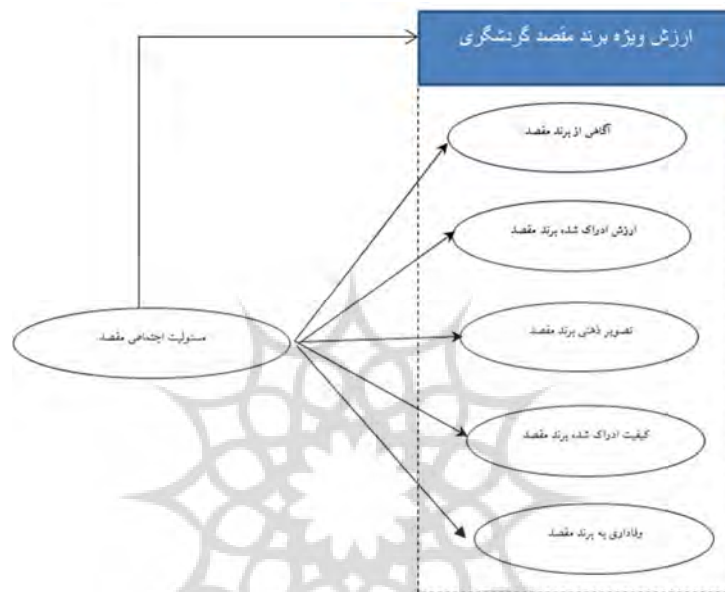 ارزش ویژه برند مقصد گردشگری
آگاهی از برند مقصد
ارزش ادراک شده برند مقصد
مسئولیت اجتماعی مقصد
تصویر ذهنی برند مقصد
کیفیت ادراک شده برند مقصد
وفاداری به برند مقصد